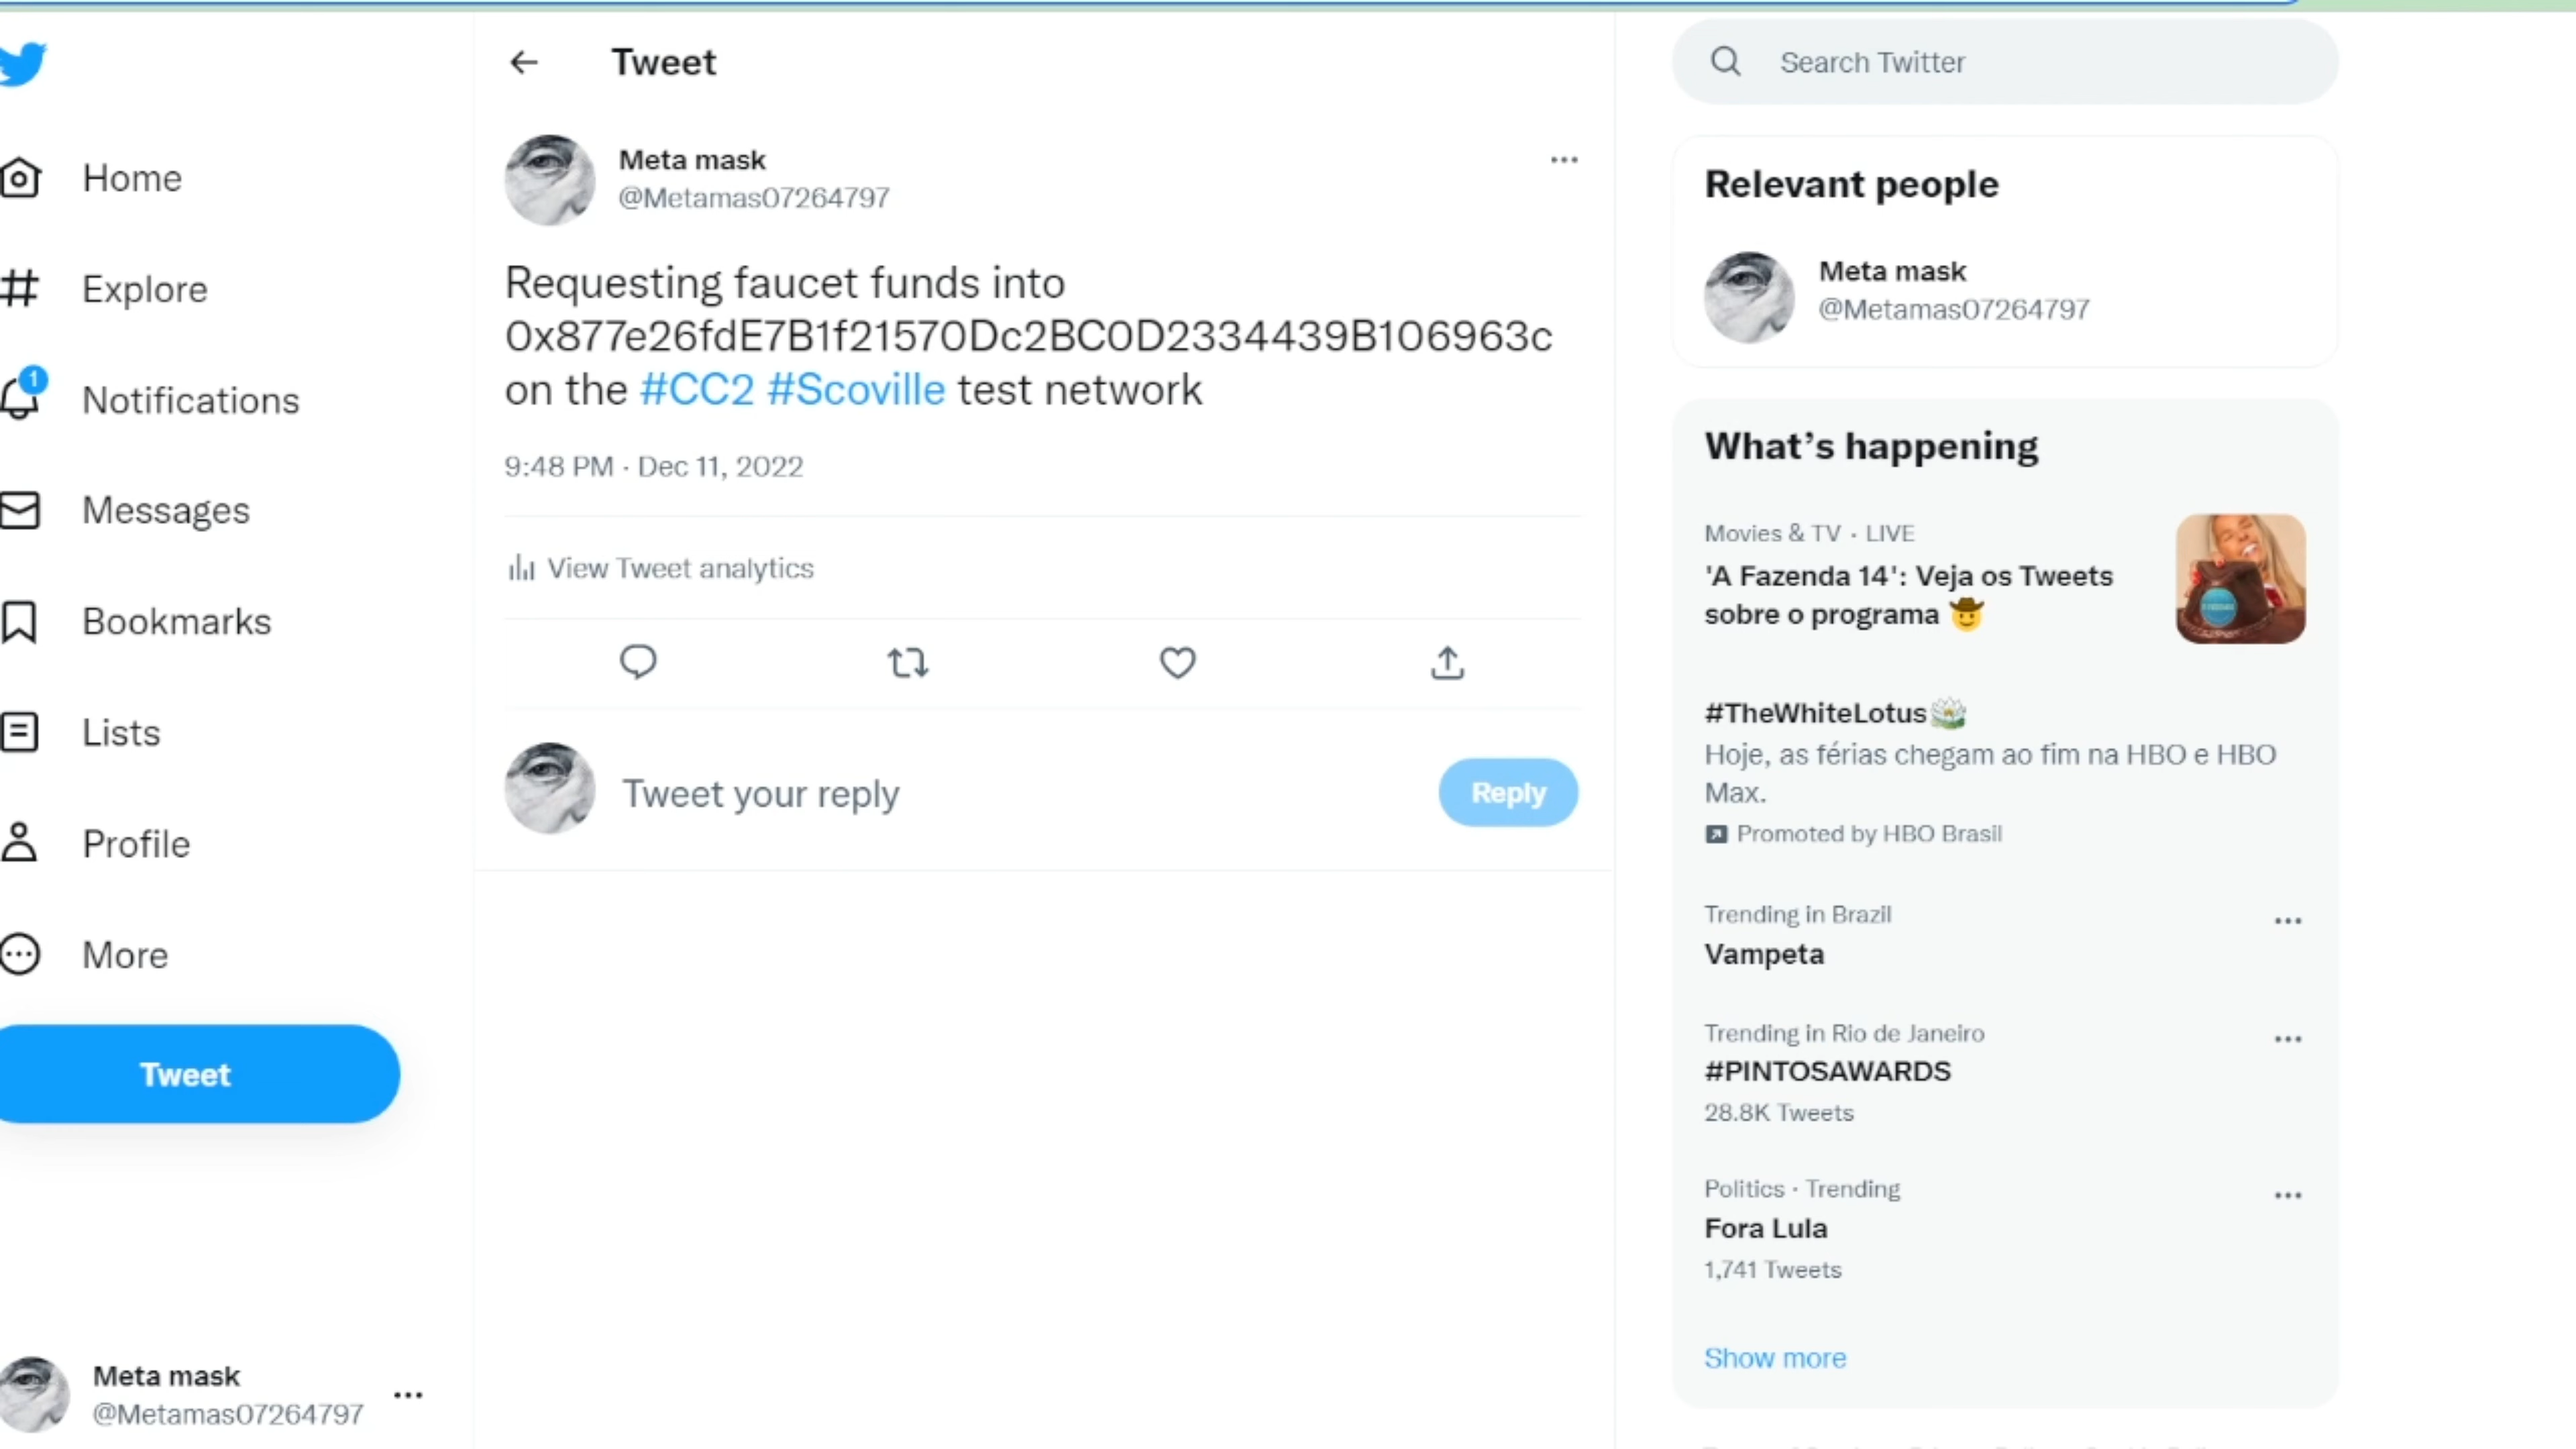 Home
Explore
1
Notifications
Messages
Bookmarks
Lists
Profile
More
Tweet
Meta mask
@Metamas07264797
Tweet
Meta mask
@Metamas07264797
Requesting faucet funds into
0x877e26fdE7B1f21570Dc2BC0D2334439B106963c
on the #CC2 #Scoville test network
9:48 PM · Dec 11, 2022
View Tweet analytics
Tweet your reply
Reply
Search Twitter
Relevant people
Meta mask
@Metamas07264797
What's happening
Movies & TV · LIVE
'A Fazenda 14': Veja os Tweets
sobre o programa 🤠
#TheWhiteLotus
Hoje, as férias chegam ao fim na HBO e HBO
Max.
Promoted by HBO Brasil
Trending in Brazil
Vampeta
Trending in Rio de Janeiro
#PINTOSAWARDS
28.8K Tweets
Politics · Trending
Fora Lula
1,741 Tweets
Show more